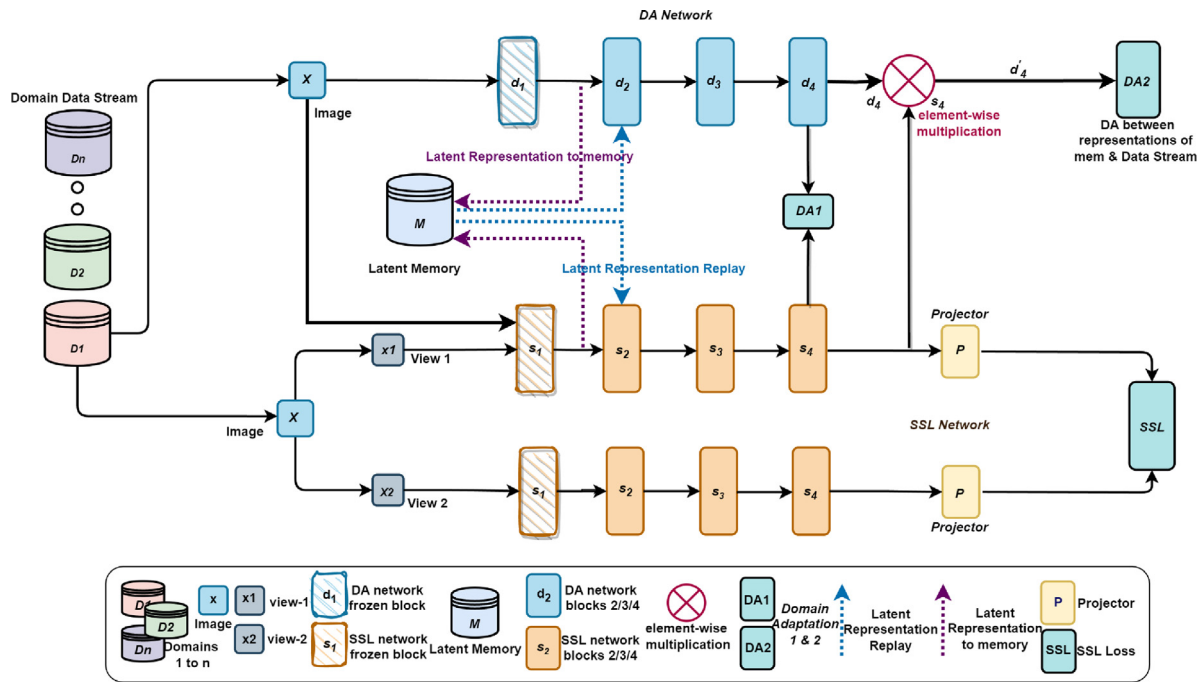 DA Network
Domain Data Stream
Dn
D2
D1
X
Image
d1
d2
d3
d4
d4
s4
element-wise
multiplication
d'4
DA2
DA between
representations of
mem & Data Stream
Latent Representation to memory
M
Latent Memory
DA1
Latent Representation Replay
x1
View 1
s1
s2
s3
s4
Projector
P
X
Image
SSL Network
SSL
X2
View 2
s1
s2
s3
s4
P
Projector
D1
D2
Dn
Domains
1 to n
x
Image
x1
view-1
x2
view-2
d1
DA network
frozen block
s1
SSL network
frozen block
M
Latent Memory
d2
DA network
blocks 2/3/4
s2
SSL network
blocks 2/3/4
element-wise
multiplication
DA1
DA2
Domain
Adaptation
1 & 2
Latent
Representation
Replay
Latent
Representation
to memory
P
Projector
SSL
SSL Loss